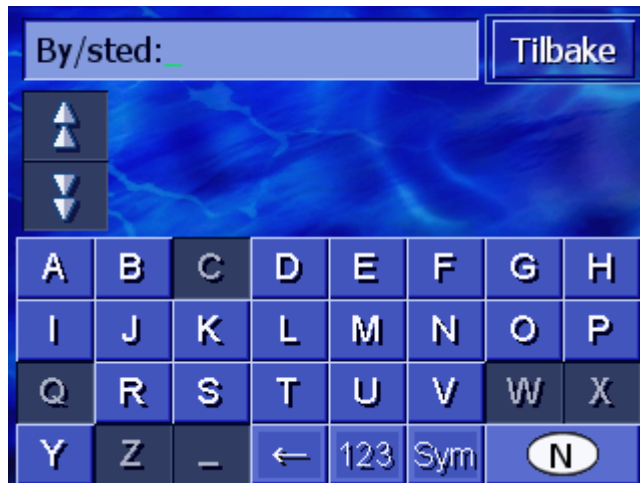 By/sted:_ Tilbake
A B C D E F G H
I J K L M N O P
Q R S T U V W X
Y Z _ ← 123 Sym N